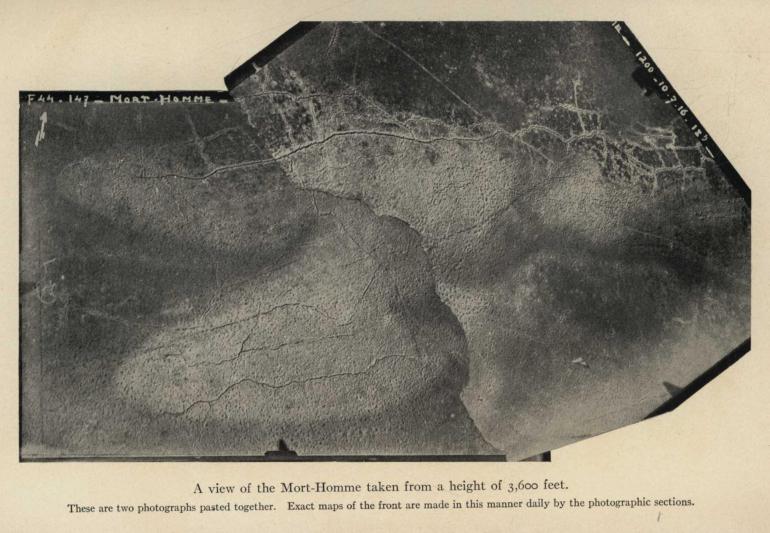 F44 . 147 _ MORT-HOMME _
1200 _ 10.7.16.
A view of the Mort-Homme taken from a height of 3,600 feet.
These are two photographs pasted together. Exact maps of the front are made in this manner daily by the photographic sections.